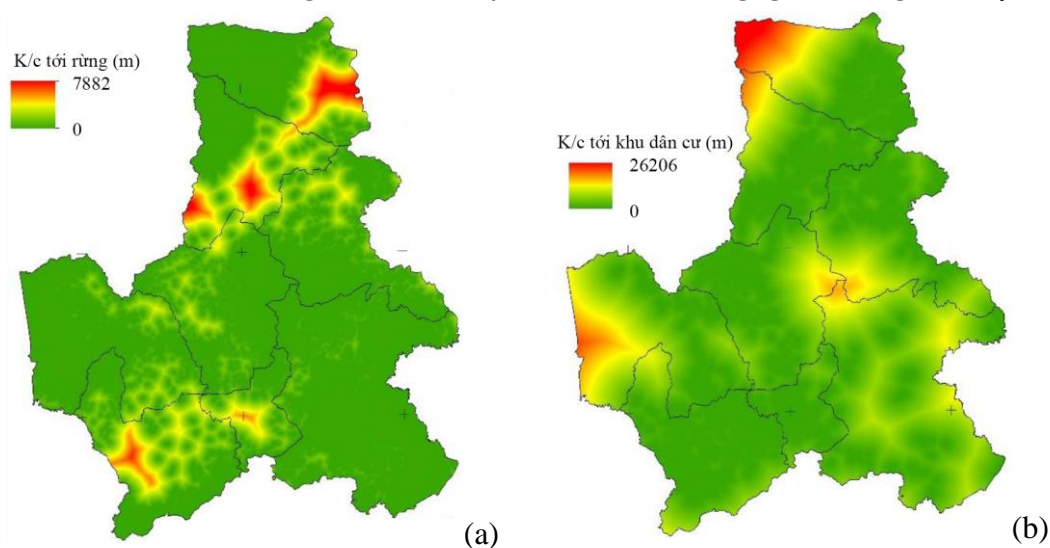 K/c tới rừng (m)
7882
0
(a)
K/c tới khu dân cư (m)
26206
0
(b)